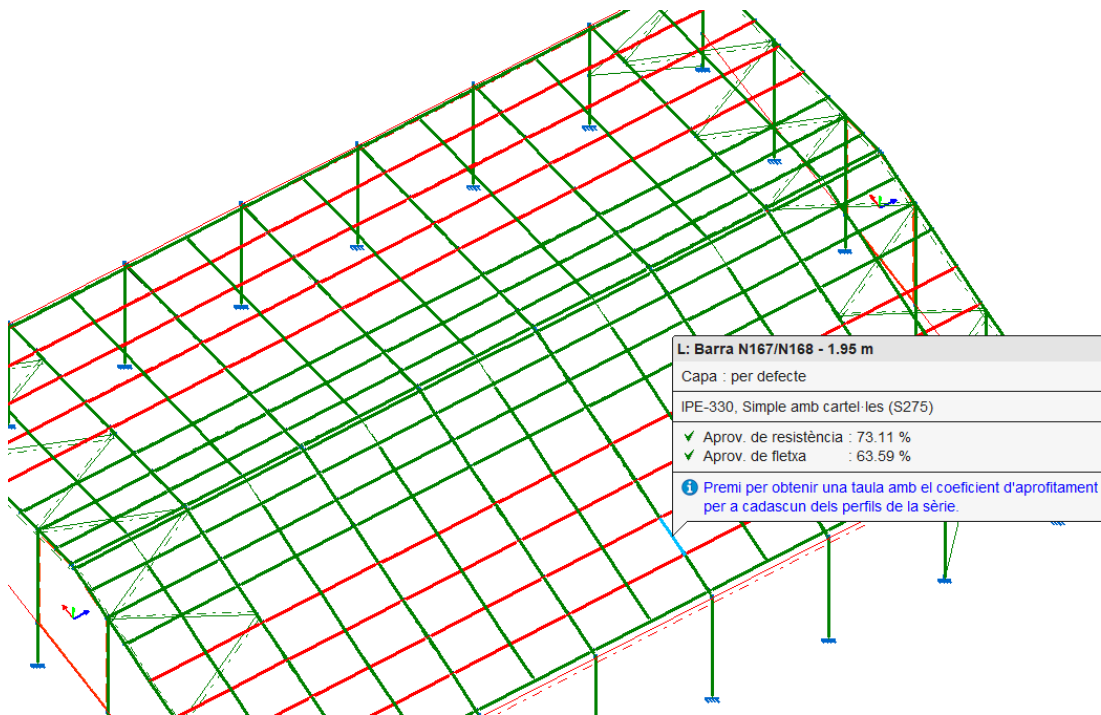 L: Barra N167/N168 - 1.95 m
Capa : per defecte
IPE-330, Simple amb cartel·les (S275)
Aprov. de resistència : 73.11 %
Aprov. de fletxa : 63.59 %
Premi per obtenir una taula amb el coeficient d'aprofitament
per a cadascun dels perfils de la sèrie.